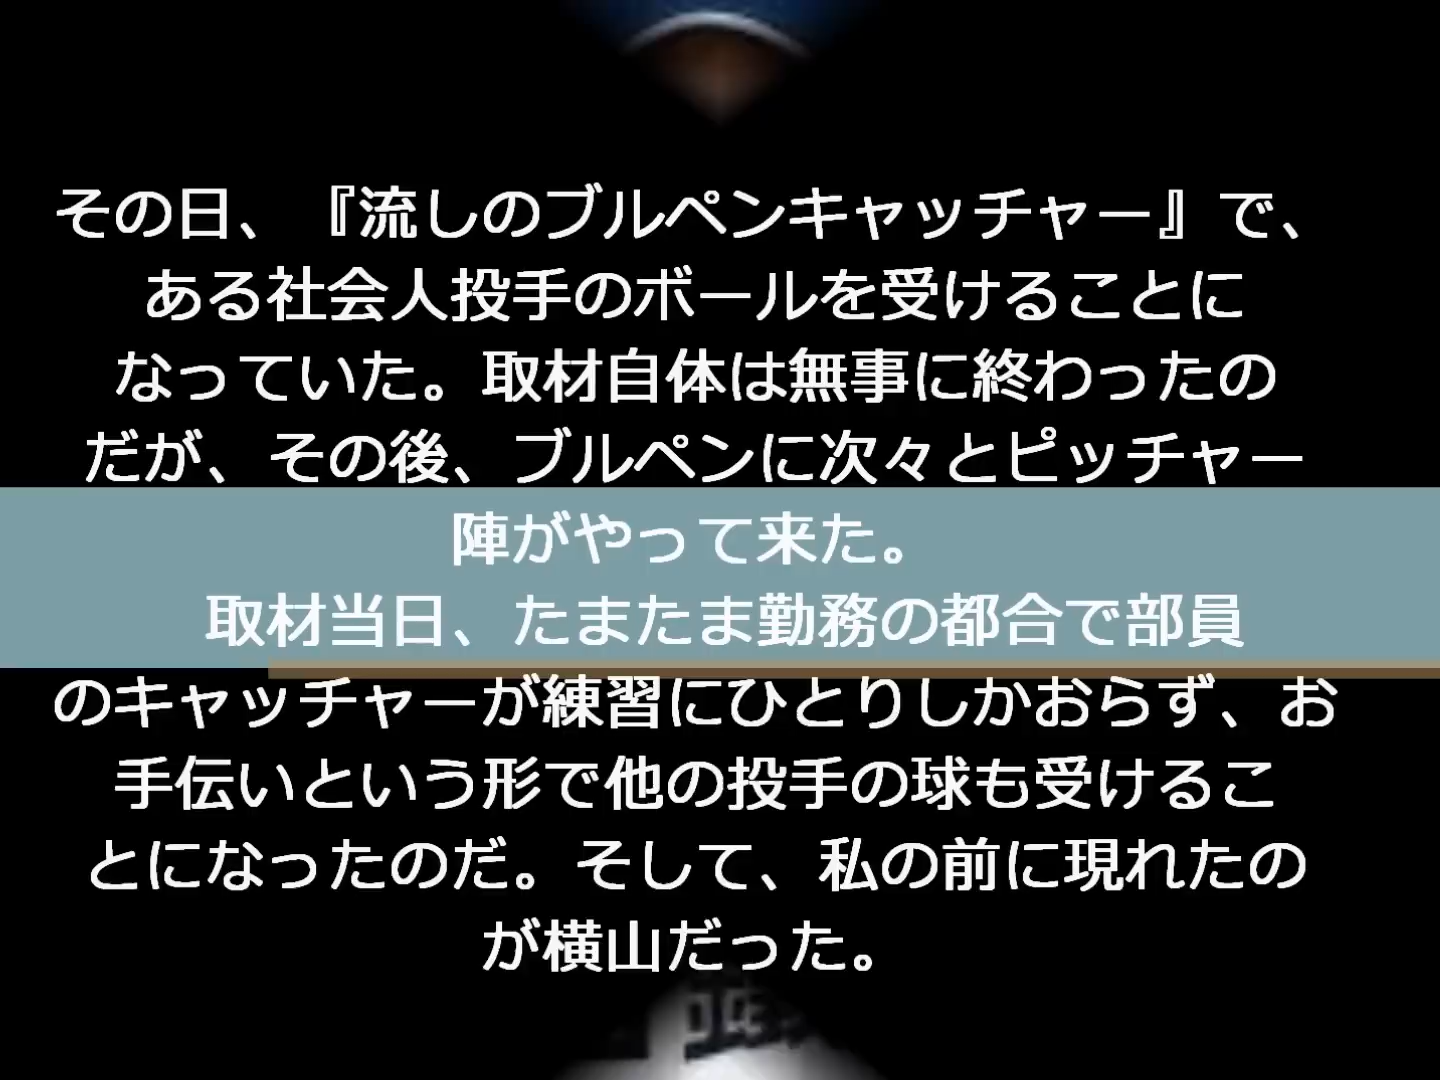 その日、『流しのブルペンキャッチャー』で、
ある社会人投手のボールを受けることに
なっていた。取材自体は無事に終わったの
だが、その後、ブルペンに次々とピッチャー
陣がやって来た。
取材当日、たまたま勤務の都合で部員
のキャッチャーが練習にひとりしかおらず、お
手伝いという形で他の投手の球も受けるこ
とになったのだ。そして、私の前に現れたの
が横山だった。